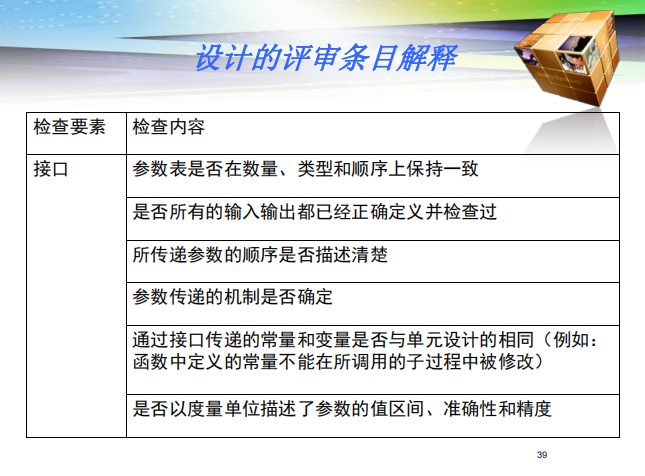 设计的评审条目解释
检查要素
检查内容
接口
参数表是否在数量、类型和顺序上保持一致
是否所有的输入输出都已经正确定义并检查过
所传递参数的顺序是否描述清楚
参数传递的机制是否确定
通过接口传递的常量和变量是否与单元设计的相同（例如：
函数中定义的常量不能在所调用的子过程中被修改）
是否以度量单位描述了参数的值区间、准确性和精度
39